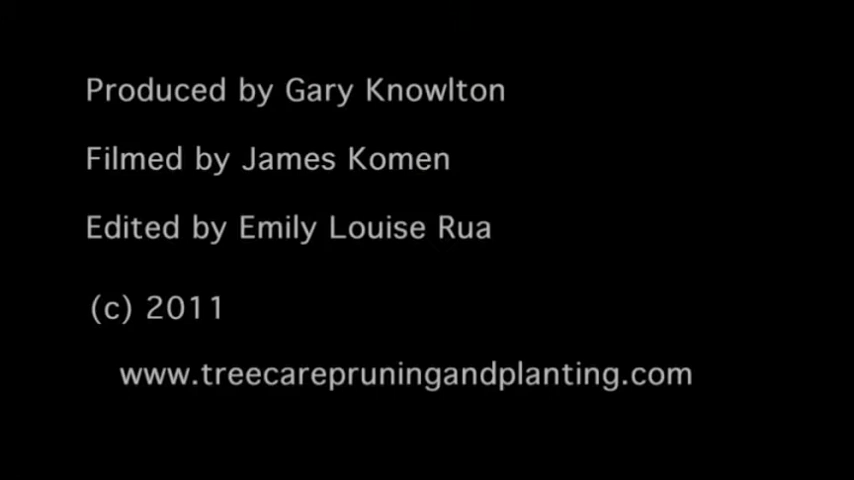 Produced by Gary Knowlton
Filmed by James Komen
Edited by Emily Louise Rua
(c) 2011
www.treecarepruningandplanting.com